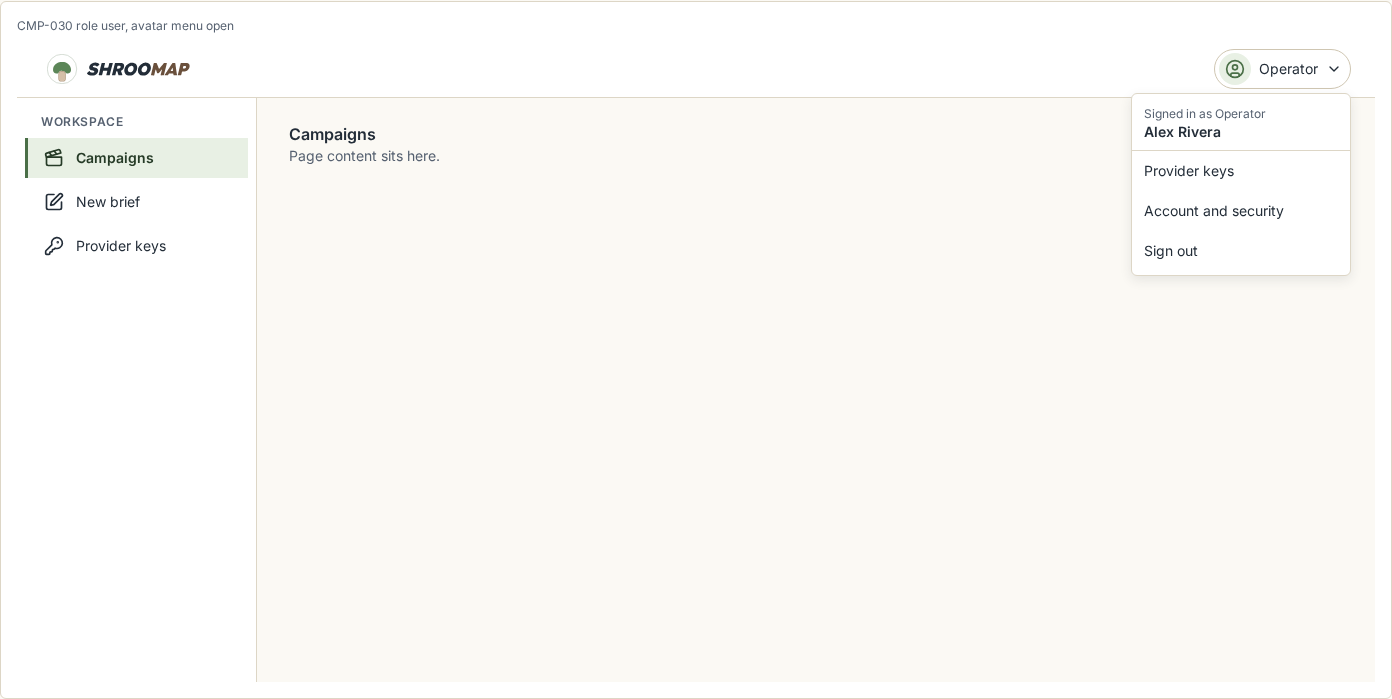 CMP-030 role user, avatar menu open
SHROOMAP
Operator
WORKSPACE
Campaigns
New brief
Provider keys
Campaigns
Page content sits here.
Signed in as Operator
Alex Rivera
Provider keys
Account and security
Sign out